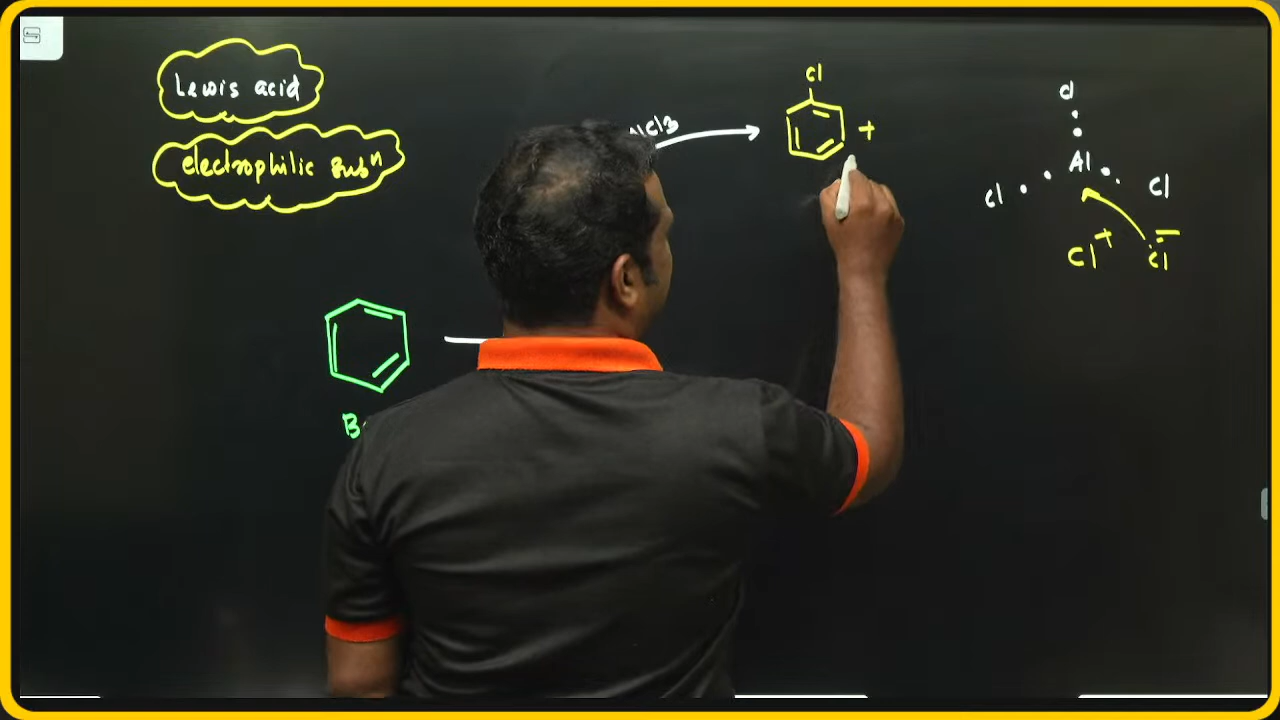 Lewis acid
electrophilic subⁿ
AlCl3
Cl
+
Cl
Al
Cl
Cl
Cl+
Cl−